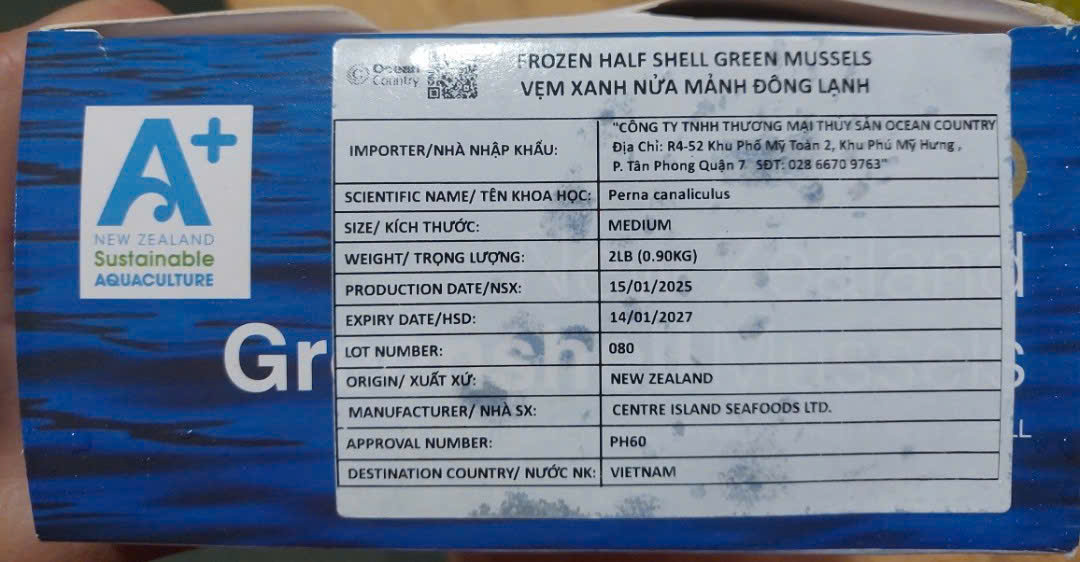 Ocean
Country
FROZEN HALF SHELL GREEN MUSSELS
VẸM XANH NỬA MẢNH ĐÔNG LẠNH
IMPORTER/NHÀ NHẬP KHẨU:
"CÔNG TY TNHH THƯƠNG MẠI THỦY SẢN OCEAN COUNTRY
Địa Chỉ: R4-52 Khu Phố Mỹ Toàn 2, Khu Phú Mỹ Hưng ,
P. Tân Phong Quận 7 SĐT: 028 6670 9763"
SCIENTIFIC NAME/ TÊN KHOA HỌC: Perna canaliculus
SIZE/ KÍCH THƯỚC: MEDIUM
WEIGHT/ TRỌNG LƯỢNG: 2LB (0.90KG)
PRODUCTION DATE/NSX: 15/01/2025
EXPIRY DATE/HSD: 14/01/2027
LOT NUMBER: 080
ORIGIN/ XUẤT XỨ: NEW ZEALAND
MANUFACTURER/ NHÀ SX: CENTRE ISLAND SEAFOODS LTD.
APPROVAL NUMBER: PH60
DESTINATION COUNTRY/ NƯỚC NK: VIETNAM
A+
NEW ZEALAND
Sustainable
AQUACULTURE
Gr